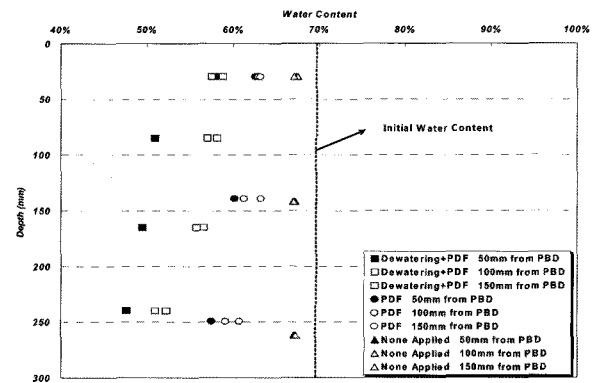 Water Content
40% 50% 60% 70% 80% 90% 100%
0
50
100
150
200
250
300
Depth (mm)
Initial Water Content
Dewatering+PDF 50mm from PBD
Dewatering+PDF 100mm from PBD
Dewatering+PDF 150mm from PBD
PDF 50mm from PBD
PDF 100mm from PBD
PDF 150mm from PBD
None Applied 50mm from PBD
None Applied 100mm from PBD
None Applied 150mm from PBD